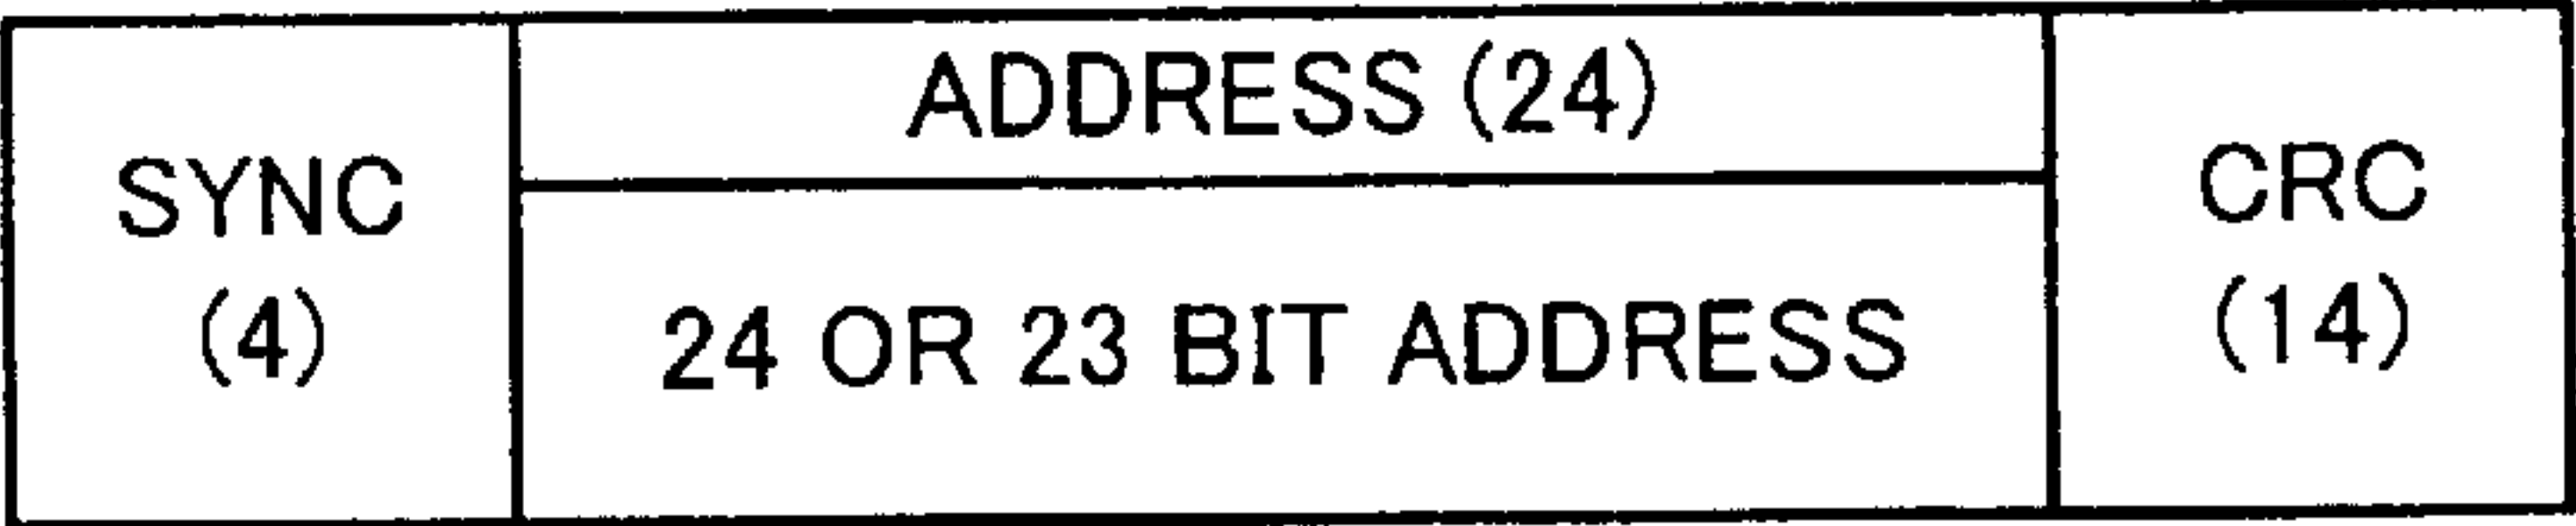 SYNC
(4)
ADDRESS (24)
24 OR 23 BIT ADDRESS
CRC
(14)